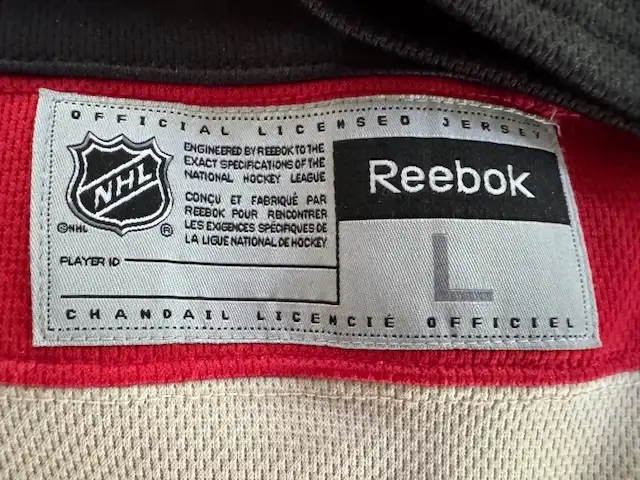 OFFICIAL LICENSED JERSEY
NHL
©NHL
®
ENGINEERED BY REEBOK TO THE
EXACT SPECIFICATIONS OF THE
NATIONAL HOCKEY LEAGUE
CONÇU ET FABRIQUÉ PAR
REEBOK POUR RENCONTRER
LES EXIGENCES SPÉCIFIQUES DE
LA LIGUE NATIONAL DE HOCKEY
PLAYER ID
Reebok
L
CHANDAIL LICENCIÉ OFFICIEL